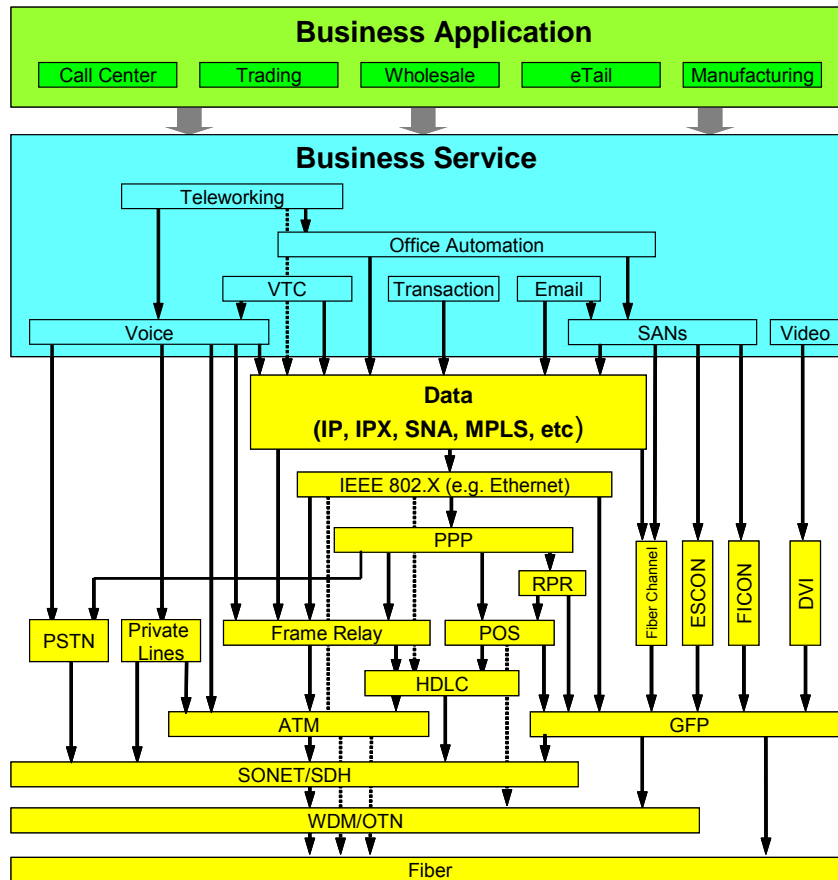 Business Application
Call Center
Trading
Wholesale
eTail
Manufacturing
Business Service
Teleworking
Office Automation
VTC
Transaction
Email
Voice
SANs
Video
Data
(IP, IPX, SNA, MPLS, etc)
IEEE 802.X (e.g. Ethernet)
PPP
RPR
Fiber Channel
ESCON
FICON
DVI
PSTN
Private
Lines
Frame Relay
POS
HDLC
ATM
GFP
SONET/SDH
WDM/OTN
Fiber